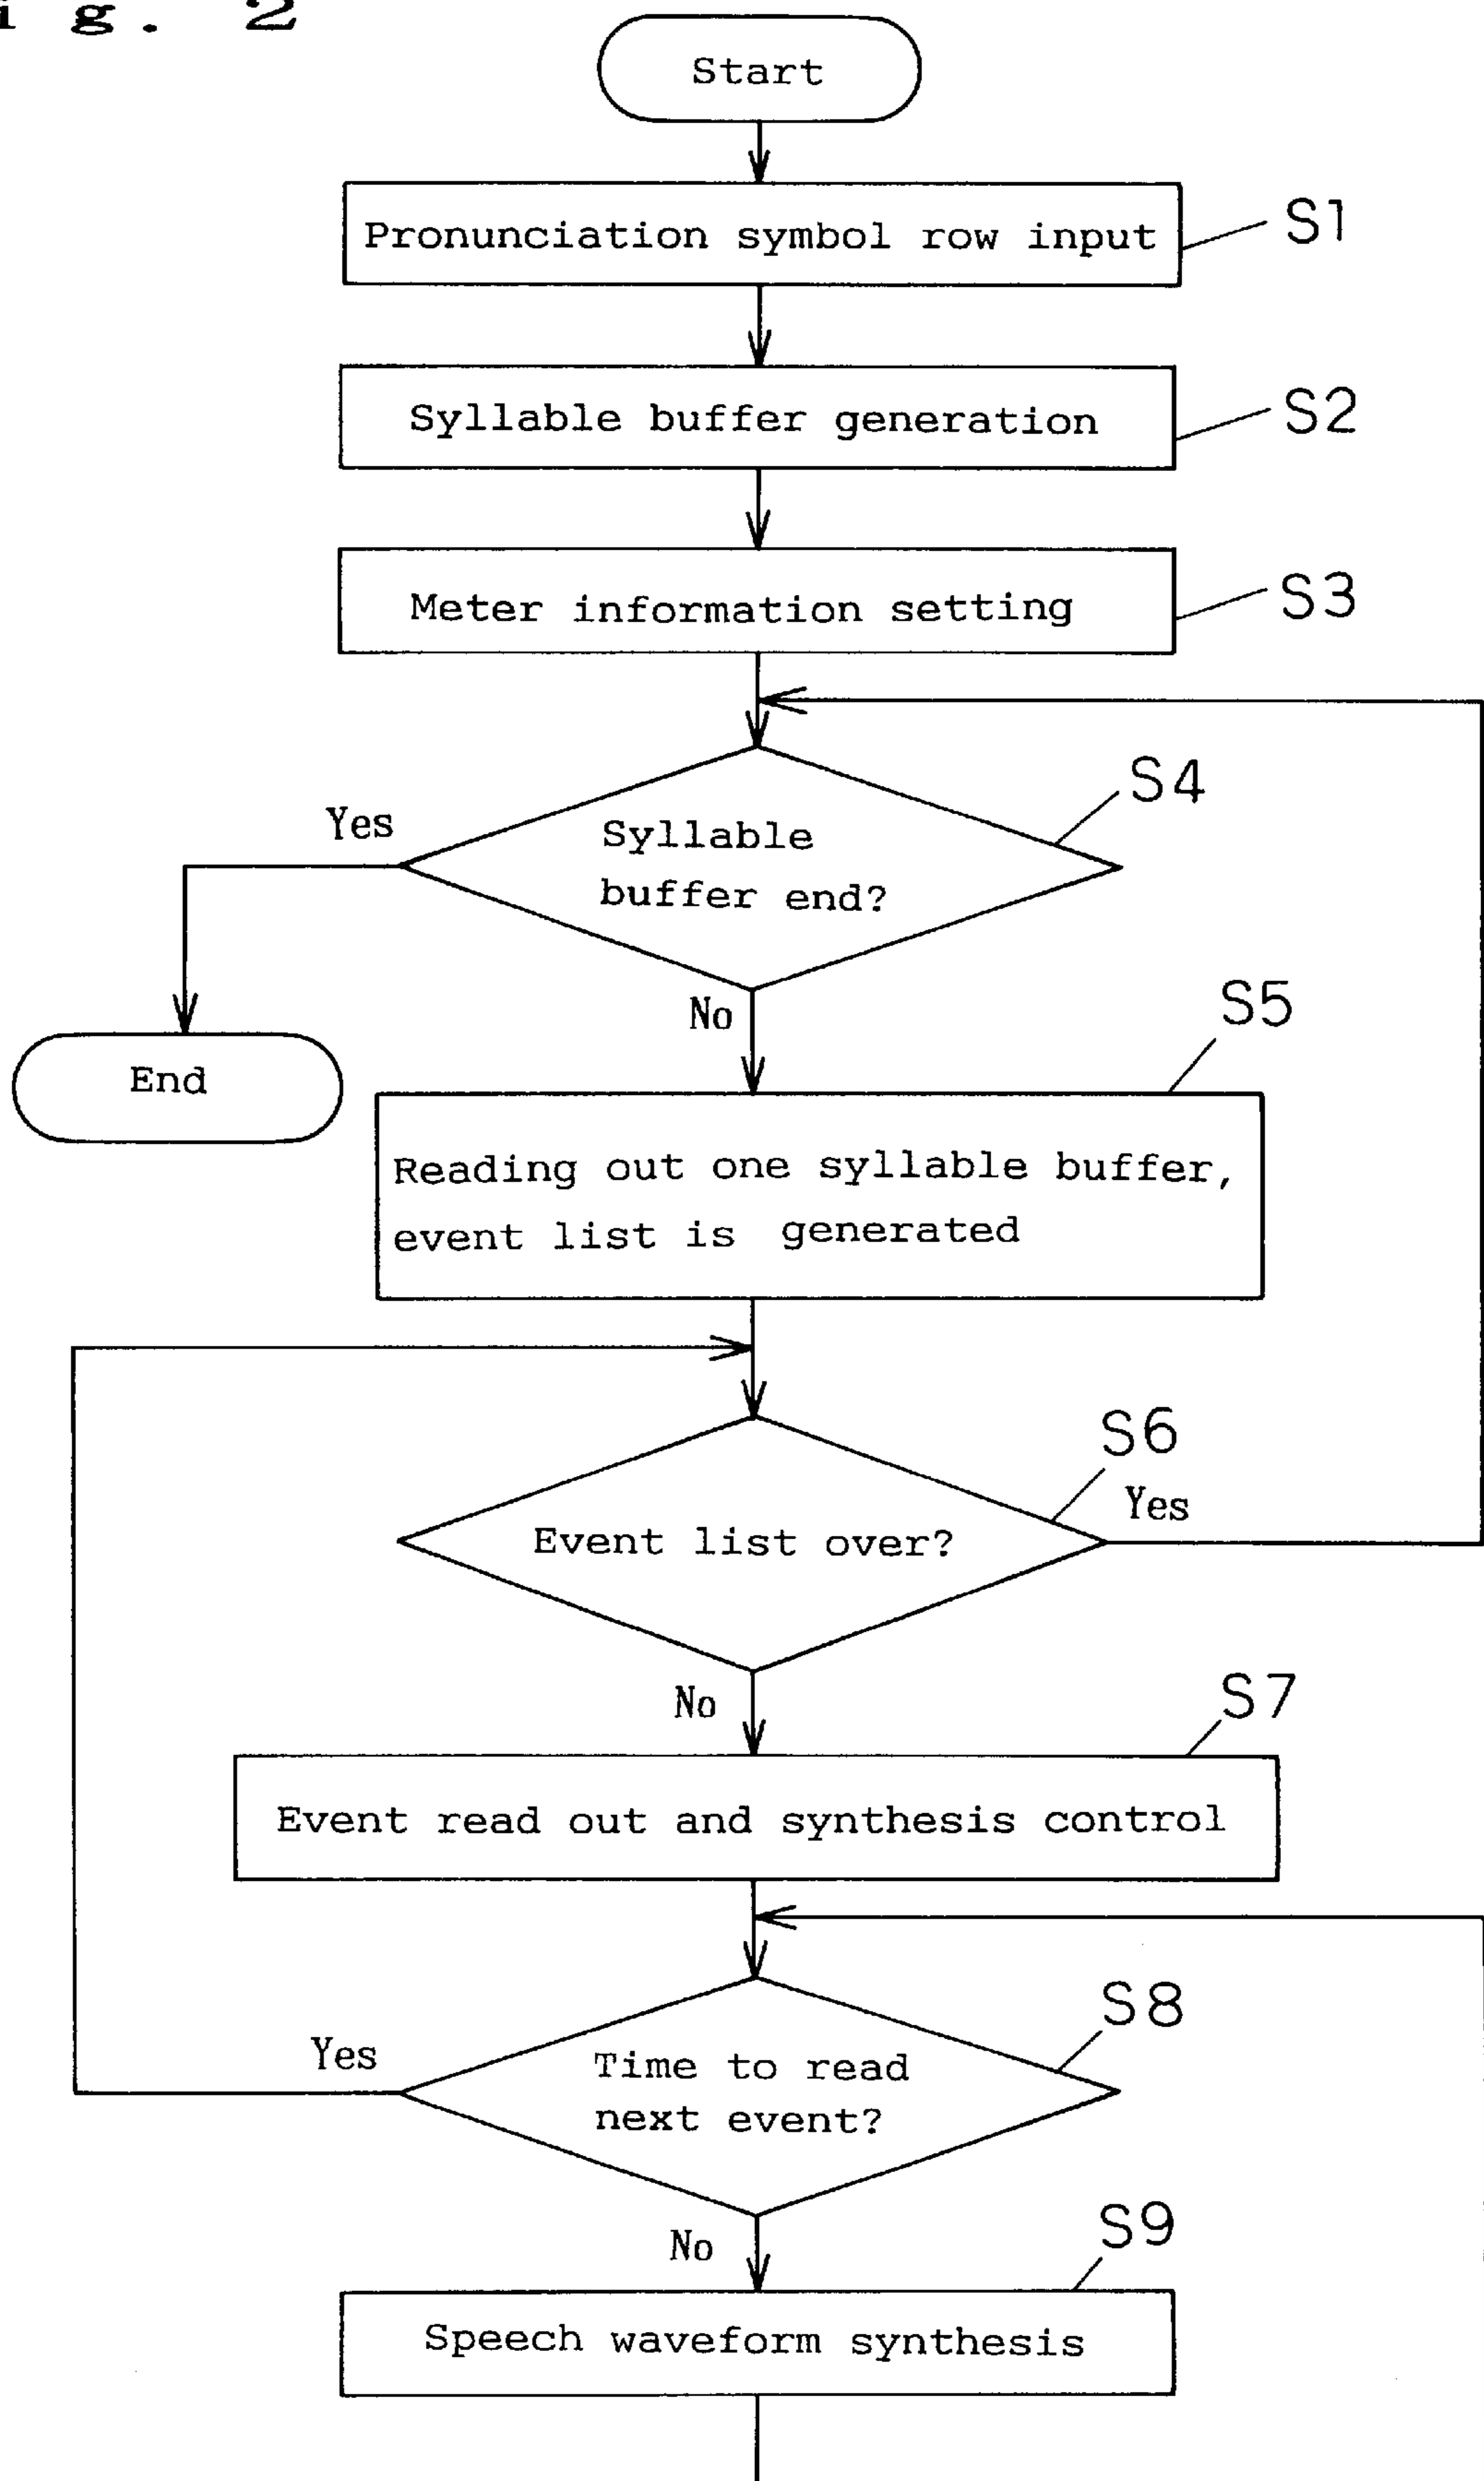 i g. 2
Start
Pronunciation symbol row input
S1
Syllable buffer generation
S2
Meter information setting
S3
S4
Yes
Syllable
buffer end?
No
S5
End
Reading out one syllable buffer,
event list is generated
S6
Yes
Event list over?
No
S7
Event read out and synthesis control
S8
Yes
Time to read
next event?
No
S9
Speech waveform synthesis